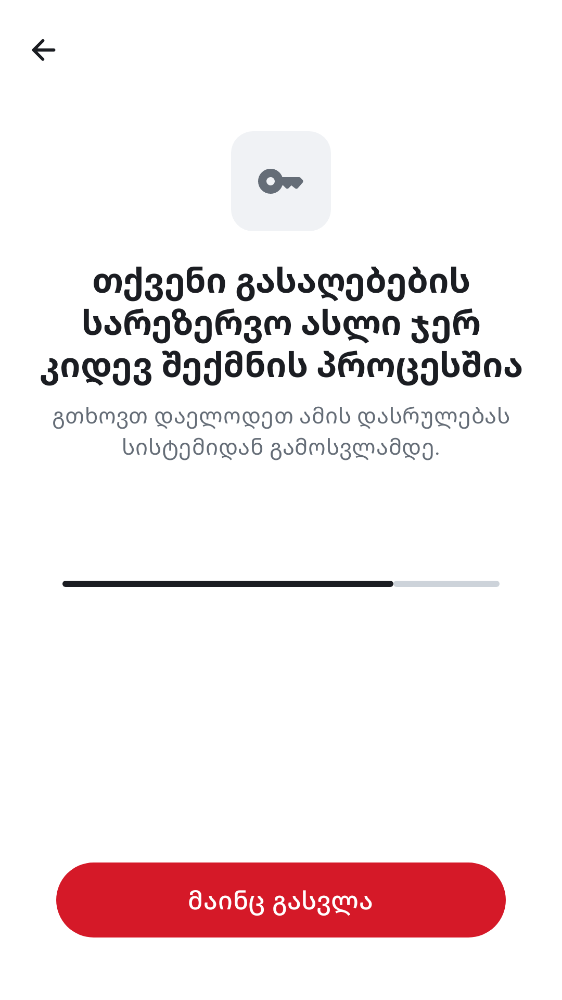 თქვენი გასაღებების
სარეზერვო ასლი ჯერ
კიდევ შექმნის პროცესშია
გთხოვთ დაელოდეთ ამის დასრულებას
სისტემიდან გამოსვლამდე.
მაინც გასვლა